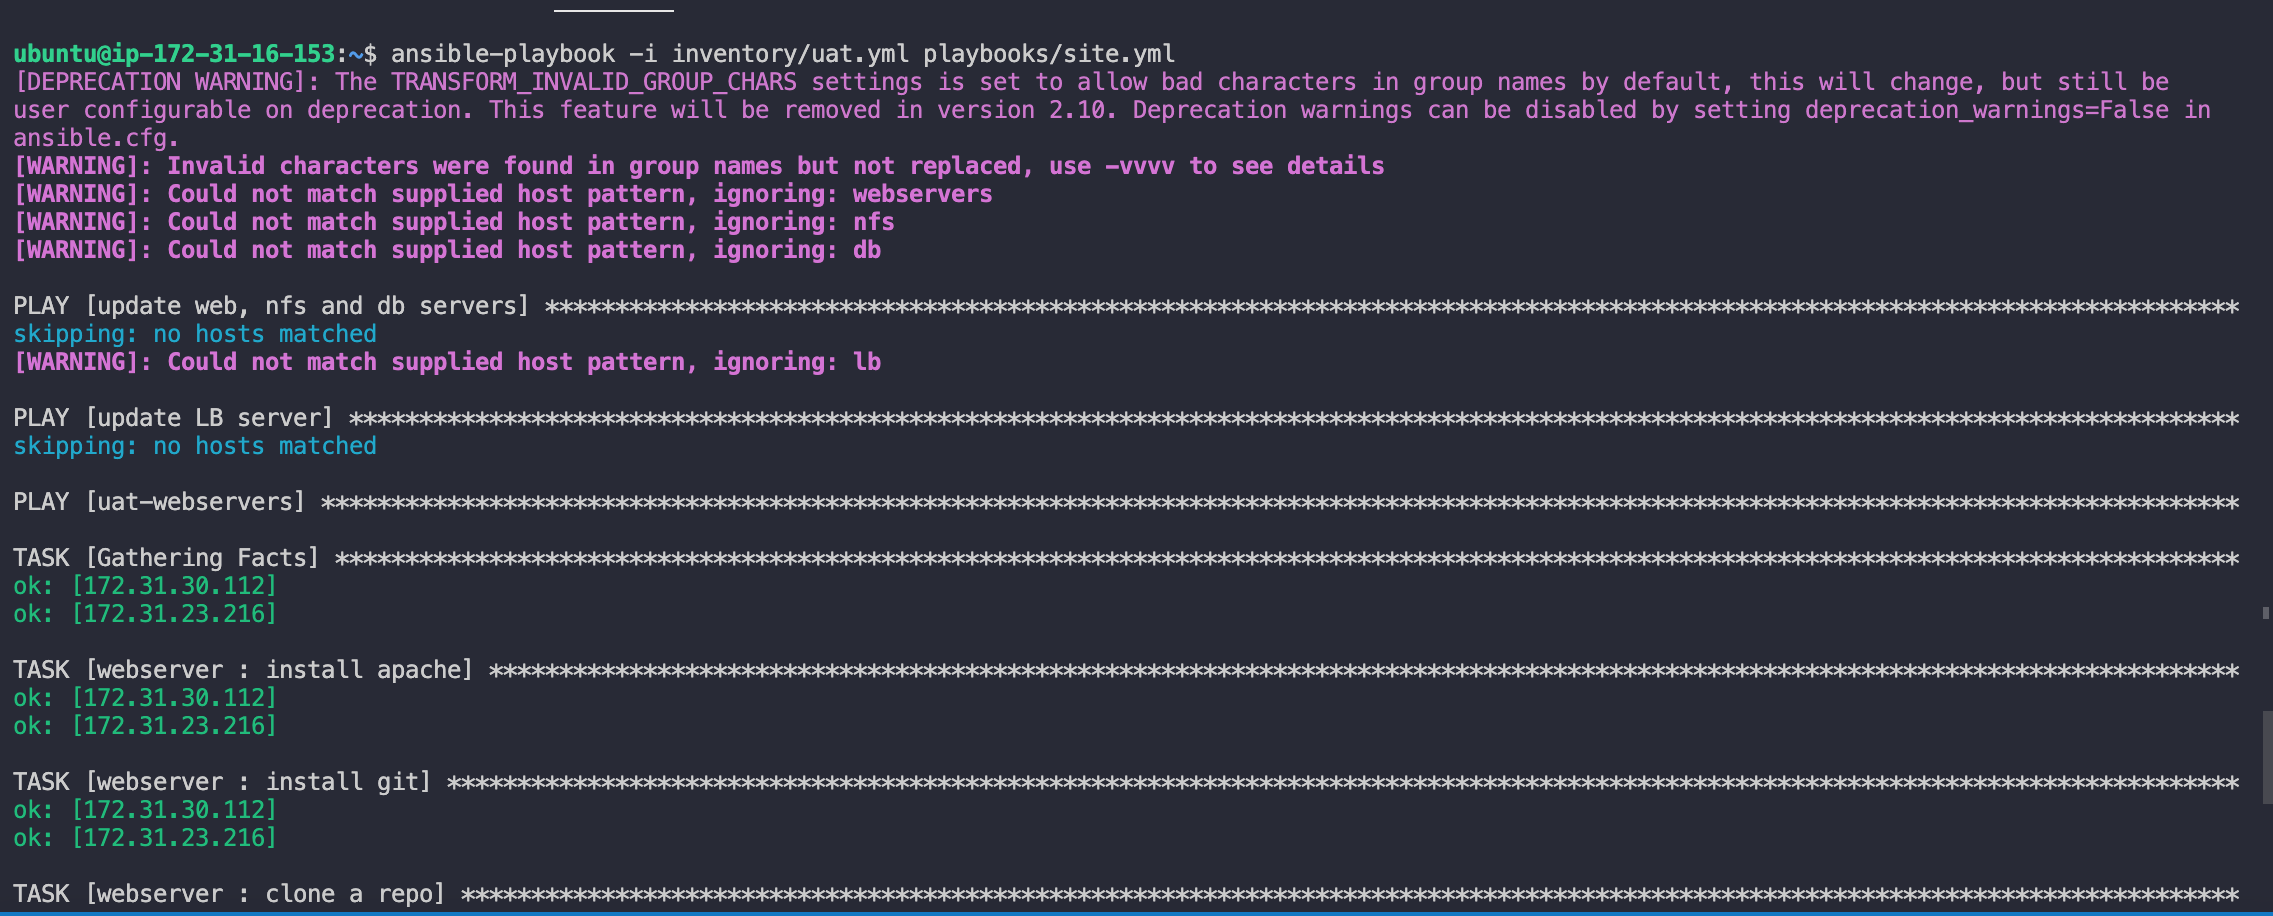 ubuntu@ip-172-31-16-153:~$ ansible-playbook -i inventory/uat.yml playbooks/site.yml
[DEPRECATION WARNING]: The TRANSFORM_INVALID_GROUP_CHARS settings is set to allow bad characters in group names by default, this will change, but still be
user configurable on deprecation. This feature will be removed in version 2.10. Deprecation warnings can be disabled by setting deprecation_warnings=False in
ansible.cfg.
[WARNING]: Invalid characters were found in group names but not replaced, use -vvvv to see details
[WARNING]: Could not match supplied host pattern, ignoring: webservers
[WARNING]: Could not match supplied host pattern, ignoring: nfs
[WARNING]: Could not match supplied host pattern, ignoring: db
PLAY [update web, nfs and db servers] *************************************************************************************************************************
skipping: no hosts matched
[WARNING]: Could not match supplied host pattern, ignoring: lb
PLAY [update LB server] ***************************************************************************************************************************************
skipping: no hosts matched
PLAY [uat-webservers] *****************************************************************************************************************************************
TASK [Gathering Facts] ****************************************************************************************************************************************
ok: [172.31.30.112]
ok: [172.31.23.216]
TASK [webserver : install apache] *****************************************************************************************************************************
ok: [172.31.30.112]
ok: [172.31.23.216]
TASK [webserver : install git] ********************************************************************************************************************************
ok: [172.31.30.112]
ok: [172.31.23.216]
TASK [webserver : clone a repo] *******************************************************************************************************************************